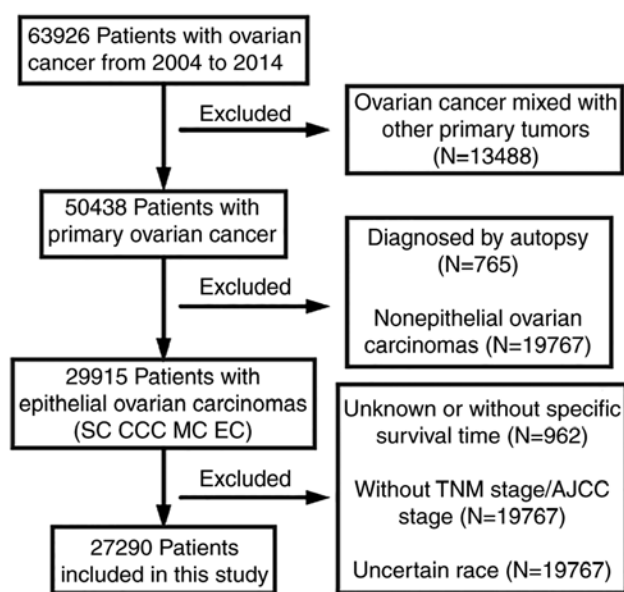 63926 Patients with ovarian
cancer from 2004 to 2014
Excluded
Ovarian cancer mixed with
other primary tumors
(N=13488)
50438 Patients with
primary ovarian cancer
Excluded
Diagnosed by autopsy
(N=765)
Nonepithelial ovarian
carcinomas (N=19767)
29915 Patients with
epithelial ovarian carcinomas
(SC CCC MC EC)
Excluded
Unknown or without specific
survival time (N=962)
Without TNM stage/AJCC
stage (N=19767)
Uncertain race (N=19767)
27290 Patients
included in this study